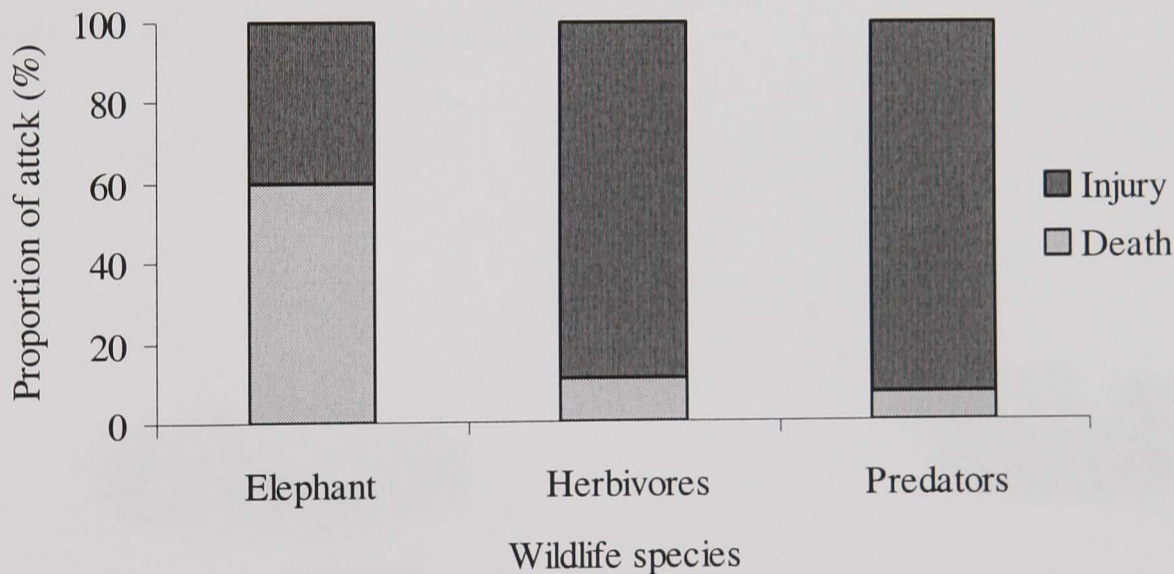 Proportion of attck (%)
100
80
60
40
20
0
Elephant
Herbivores
Predators
Wildlife species
Injury
Death